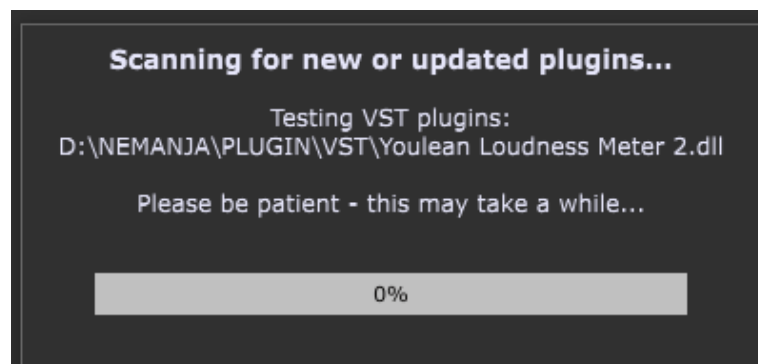 Scanning for new or updated plugins...
Testing VST plugins:
D:\NEMANJA\PLUGIN\VST\Youlean Loudness Meter 2.dll
Please be patient - this may take a while...
0%